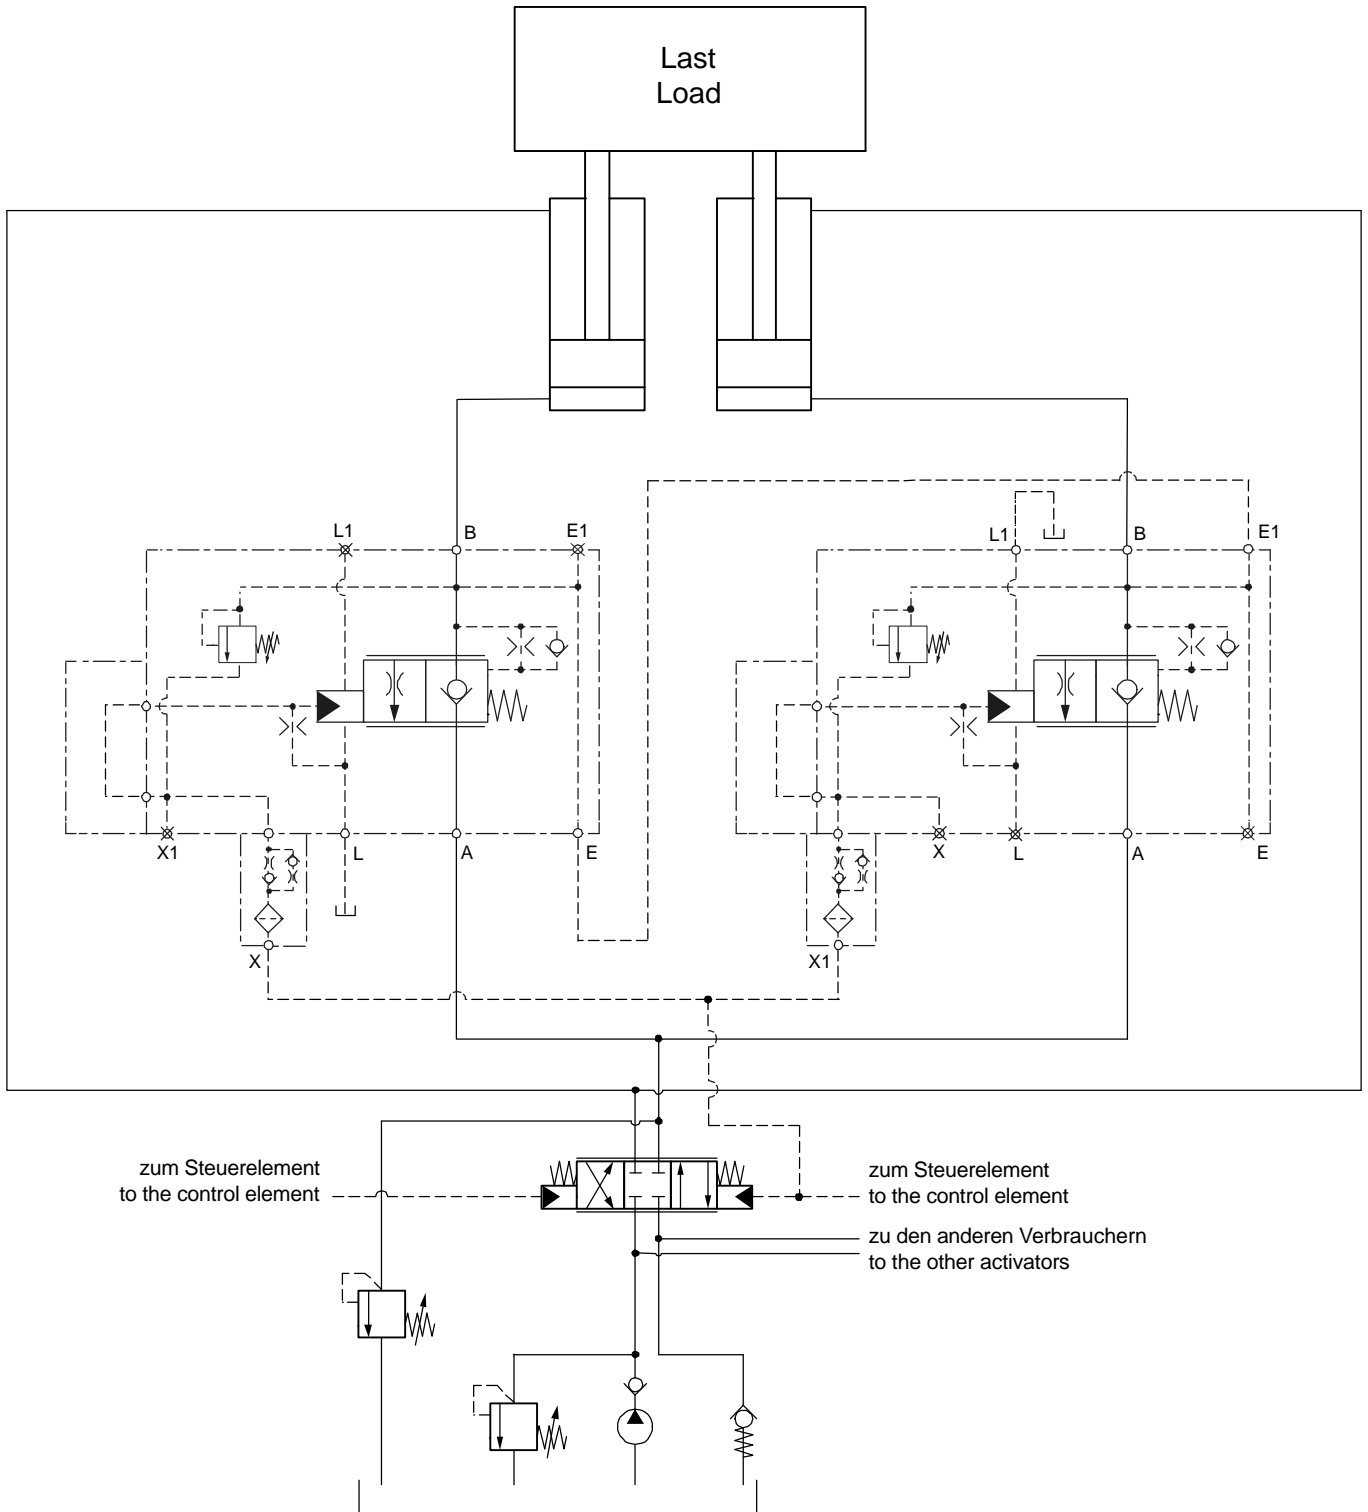 Last
Load
L1
B
E1
L1
B
E1
X1
L
A
E
X
L
A
E
X
X1
zum Steuerelement
to the control element
zum Steuerelement
to the control element
zu den anderen Verbrauchern
to the other activators